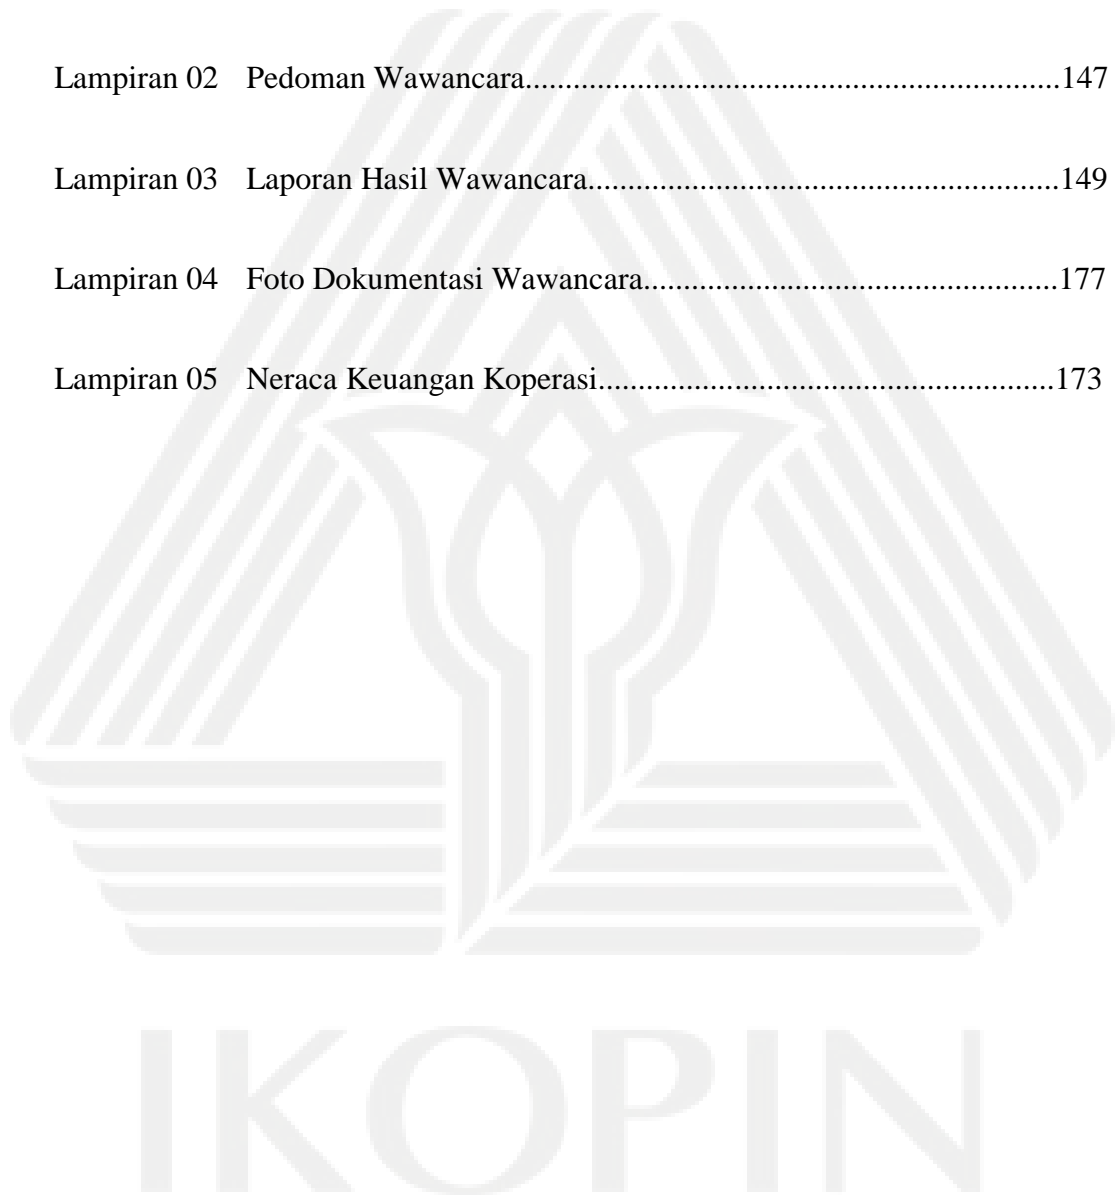 Lampiran 02 Pedoman Wawancara...................................................................147
Lampiran 03 Laporan Hasil Wawancara...........................................................149
Lampiran 04 Foto Dokumentasi Wawancara....................................................177
Lampiran 05 Neraca Keuangan Koperasi.........................................................173
IKOPIN